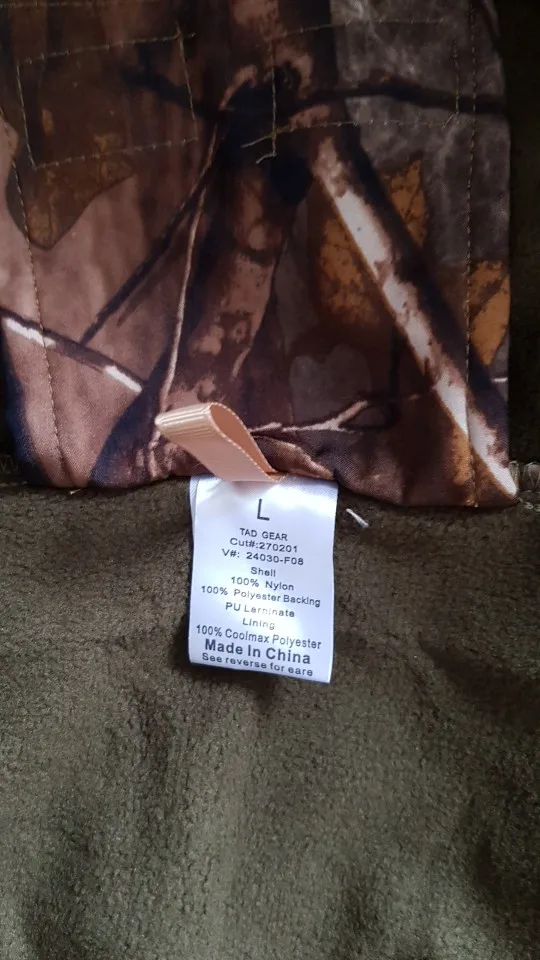 L
TAD GEAR
Cut#:270201
V#: 24030-F08
Shell
100% Nylon
100% Polyester Backing
PU Lerninate
Lining
100% Coolmax Polyester
Made In China
See reverse for eare